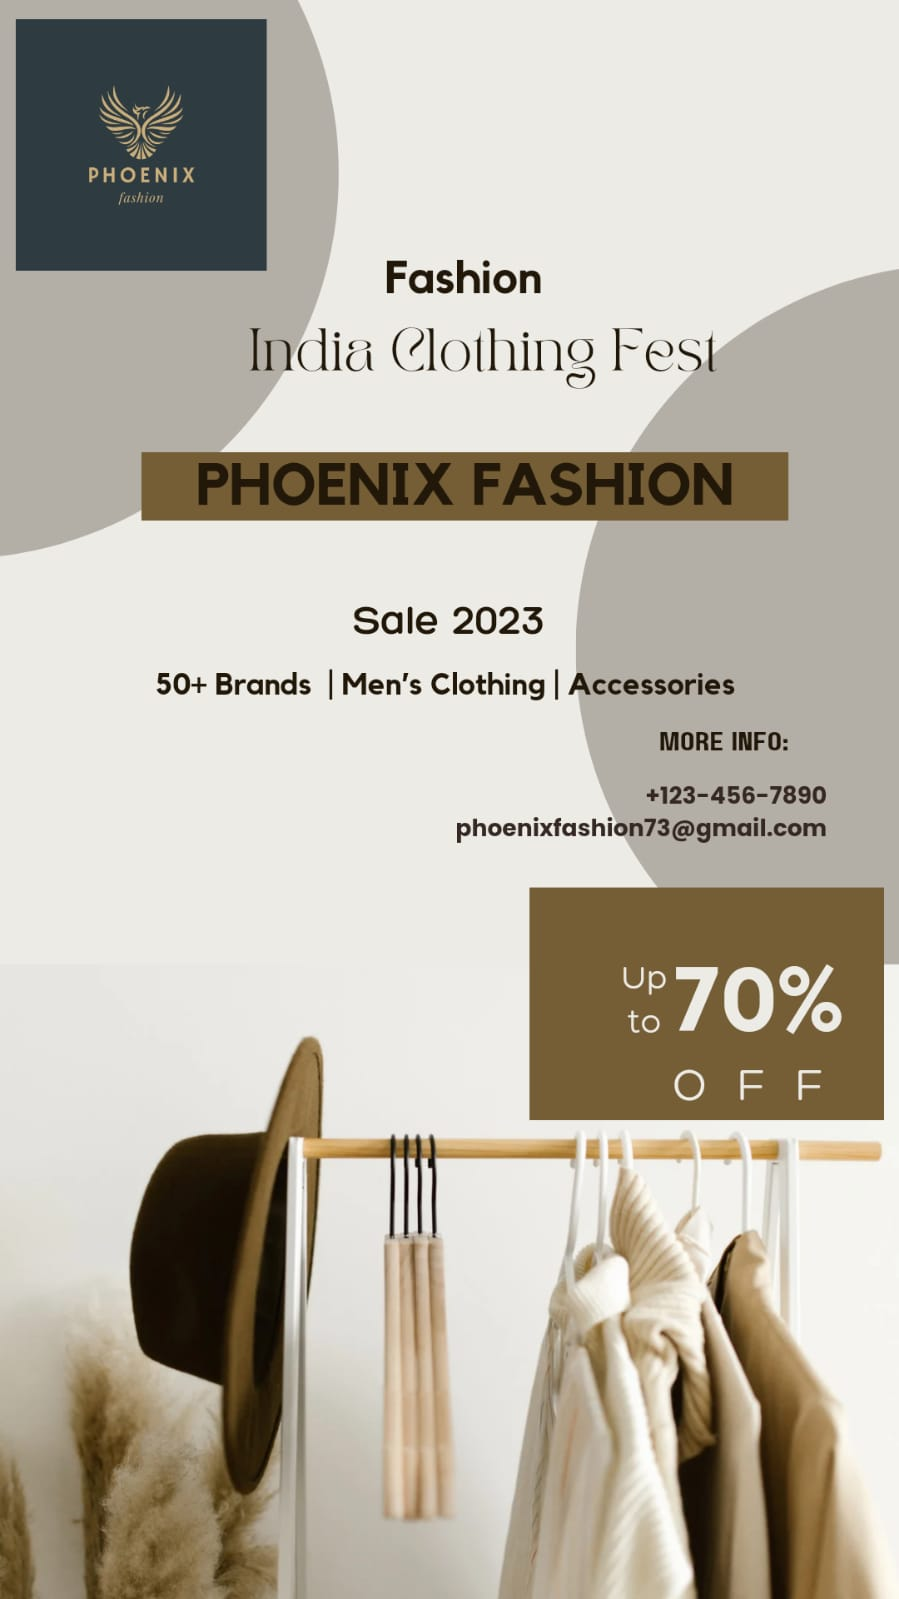 PHOENIX
fashion
Fashion
India Clothing Fest
PHOENIX FASHION
Sale 2023
50+ Brands | Men's Clothing | Accessories
MORE INFO:
+123-456-7890
phoenixfashion73@gmail.com
Up to 70%
OFF